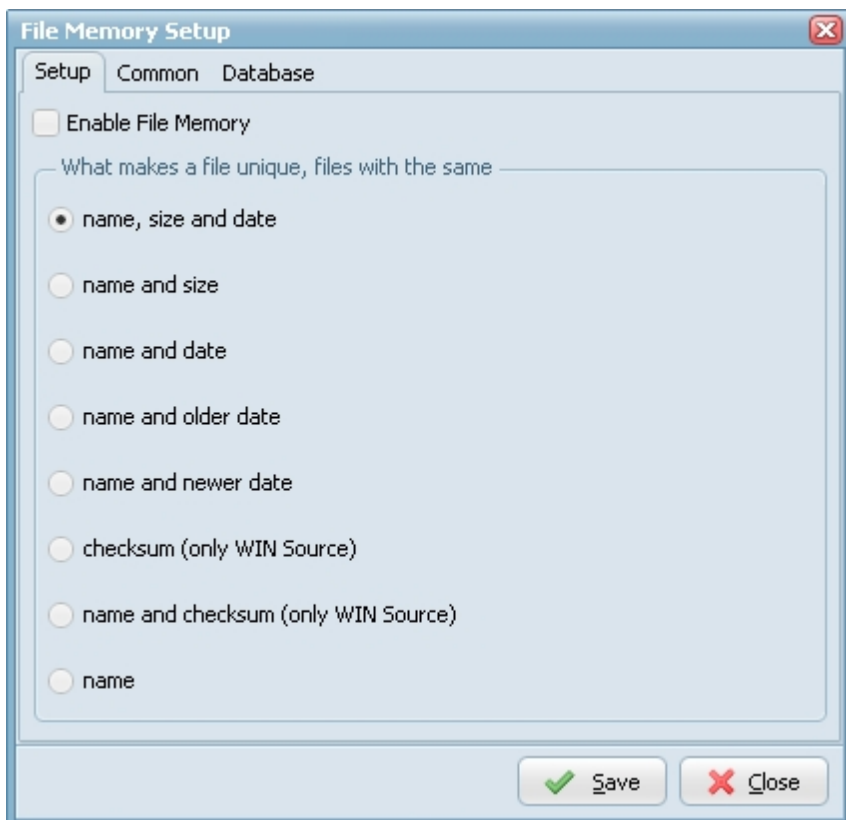 File Memory Setup
Setup Common Database
Enable File Memory
What makes a file unique, files with the same
name, size and date
name and size
name and date
name and older date
name and newer date
checksum (only WIN Source)
name and checksum (only WIN Source)
name
Save Close